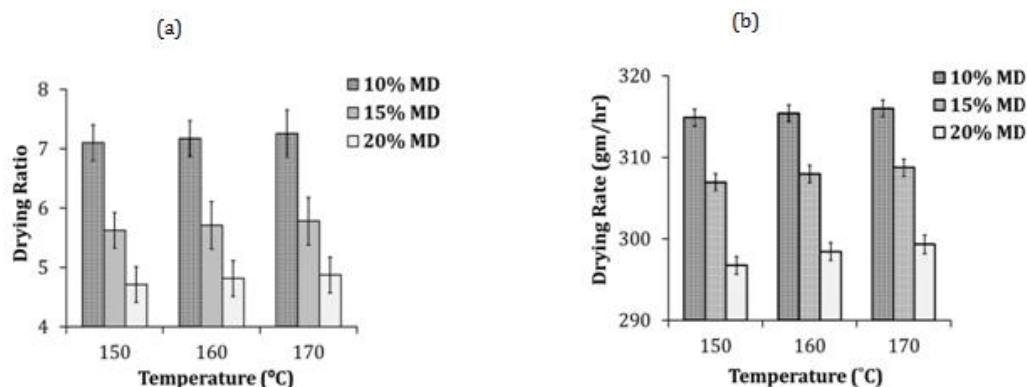 (a)
8
7
6
5
4
Drying Ratio
10% MD
15% MD
20% MD
150
160
170
Temperature (°C)
(b)
320
310
300
290
Drying Rate (gm/hr)
10% MD
15% MD
20% MD
150
160
170
Temperature (˚C)